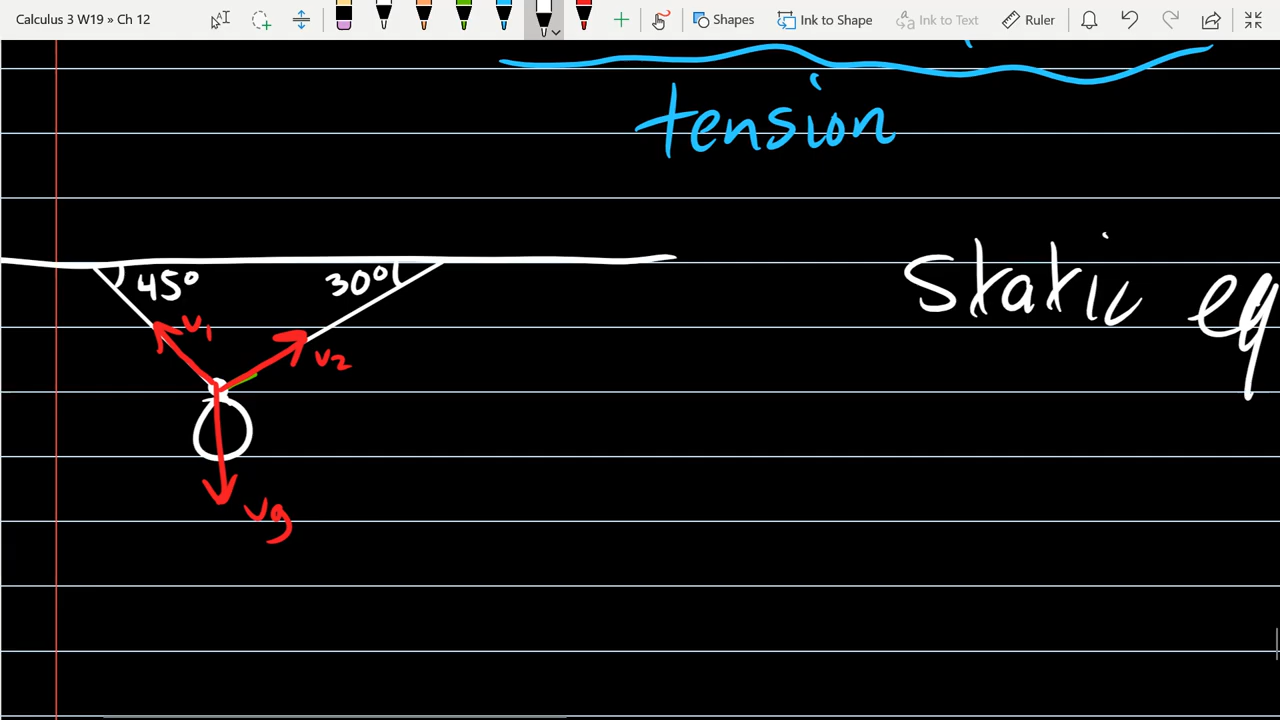 Calculus 3 W19 » Ch 12
Shapes
Ink to Shape
Ink to Text
Ruler
tension
45°
30°
Static eq
v1
v2
vg